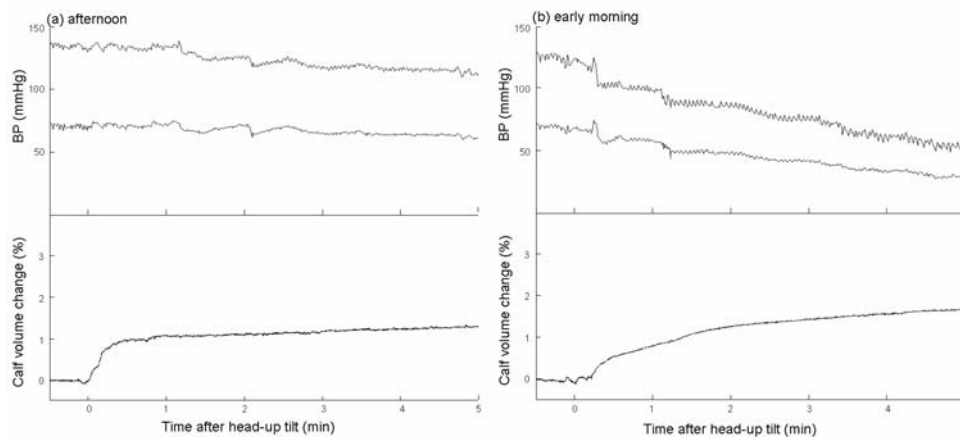 (a) afternoon
150
100
50
BP (mmHg)
3
2
1
0
Calf volume change (%)
0 1 2 3 4 5
Time after head-up tilt (min)
(b) early morning
150
100
50
BP (mmHg)
3
2
1
0
Calf volume change (%)
0 1 2 3 4
Time after head-up tilt (min)